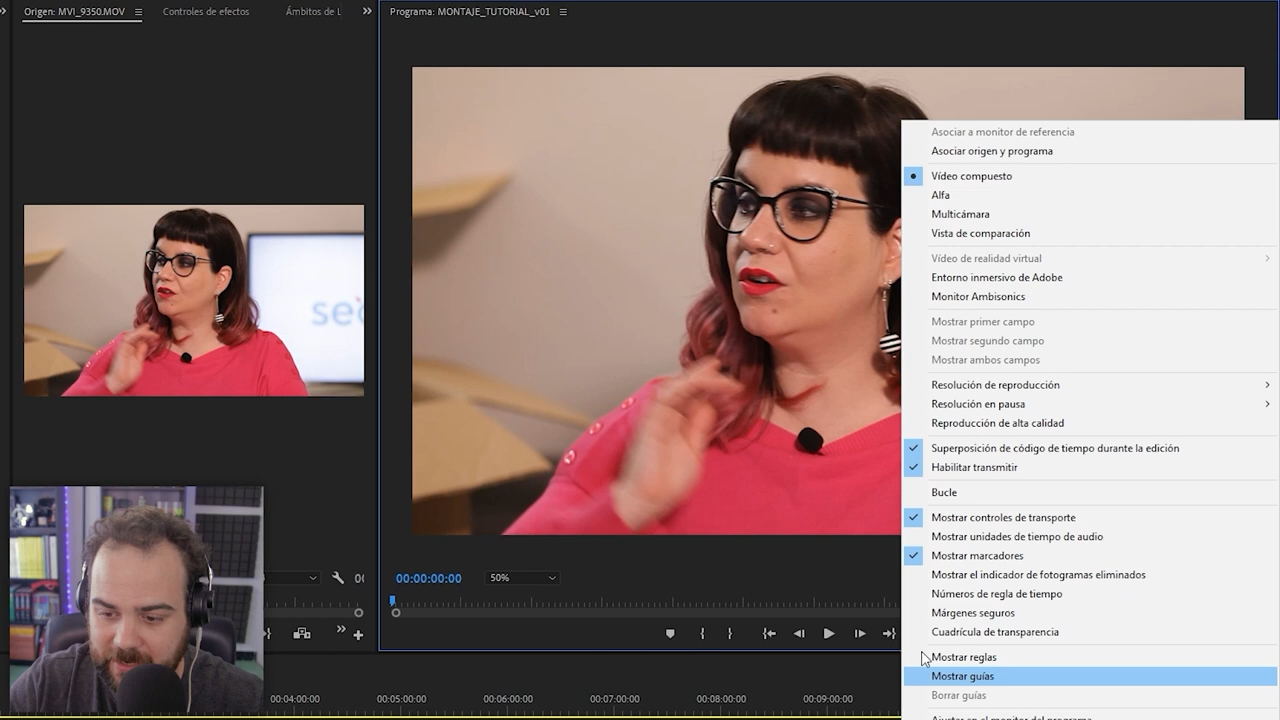 Origen: MVI_9350.MOV
Controles de efectos
Ámbitos de L
Programa: MONTAJE_TUTORIAL_v01
Asociar a monitor de referencia
Asociar origen y programa
Vídeo compuesto
Alfa
Multicámara
Vista de comparación
Vídeo de realidad virtual
Entorno inmersivo de Adobe
Monitor Ambisonics
Mostrar primer campo
Mostrar segundo campo
Mostrar ambos campos
Resolución de reproducción
Resolución en pausa
Reproducción de alta calidad
Superposición de código de tiempo durante la edición
Habilitar transmitir
Bucle
Mostrar controles de transporte
Mostrar unidades de tiempo de audio
Mostrar marcadores
Mostrar el indicador de fotogramas eliminados
Números de regla de tiempo
Márgenes seguros
Cuadrícula de transparencia
Mostrar reglas
Mostrar guías
Borrar guías
Ajustar en el monitor del programa
00:00:00:00
50%
00:04:00:00
00:05:00:00
00:06:00:00
00:07:00:00
00:08:00:00
00:09:00:00